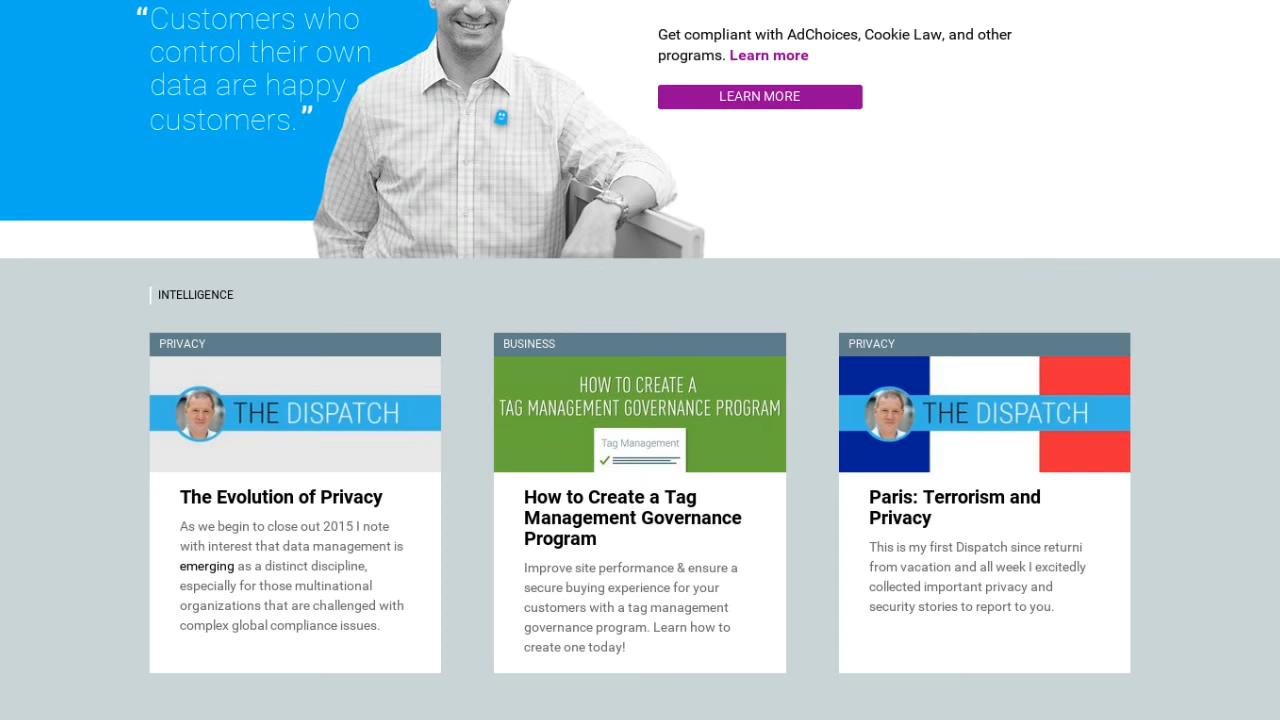 “Customers who
control their own
data are happy
customers.”
Get compliant with AdChoices, Cookie Law, and other
programs. Learn more
LEARN MORE
INTELLIGENCE
PRIVACY
THE DISPATCH
The Evolution of Privacy
As we begin to close out 2015 I note
with interest that data management is
emerging as a distinct discipline,
especially for those multinational
organizations that are challenged with
complex global compliance issues.
BUSINESS
HOW TO CREATE A
TAG MANAGEMENT GOVERNANCE PROGRAM
Tag Management
How to Create a Tag
Management Governance
Program
Improve site performance & ensure a
secure buying experience for your
customers with a tag management
governance program. Learn how to
create one today!
PRIVACY
THE DISPATCH
Paris: Terrorism and
Privacy
This is my first Dispatch since returni
from vacation and all week I excitedly
collected important privacy and
security stories to report to you.